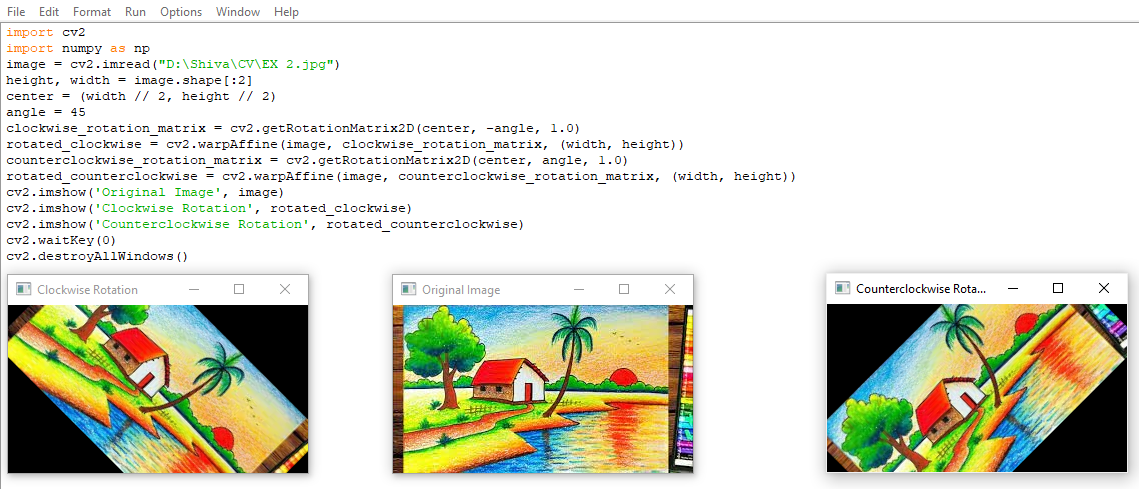 File Edit Format Run Options Window Help
import cv2
import numpy as np
image = cv2.imread("D:\Shiva\CV\EX 2.jpg")
height, width = image.shape[:2]
center = (width // 2, height // 2)
angle = 45
clockwise_rotation_matrix = cv2.getRotationMatrix2D(center, -angle, 1.0)
rotated_clockwise = cv2.warpAffine(image, clockwise_rotation_matrix, (width, height))
counterclockwise_rotation_matrix = cv2.getRotationMatrix2D(center, angle, 1.0)
rotated_counterclockwise = cv2.warpAffine(image, counterclockwise_rotation_matrix, (width, height))
cv2.imshow('Original Image', image)
cv2.imshow('Clockwise Rotation', rotated_clockwise)
cv2.imshow('Counterclockwise Rotation', rotated_counterclockwise)
cv2.waitKey(0)
cv2.destroyAllWindows()
Clockwise Rotation
Original Image
Counterclockwise Rota...